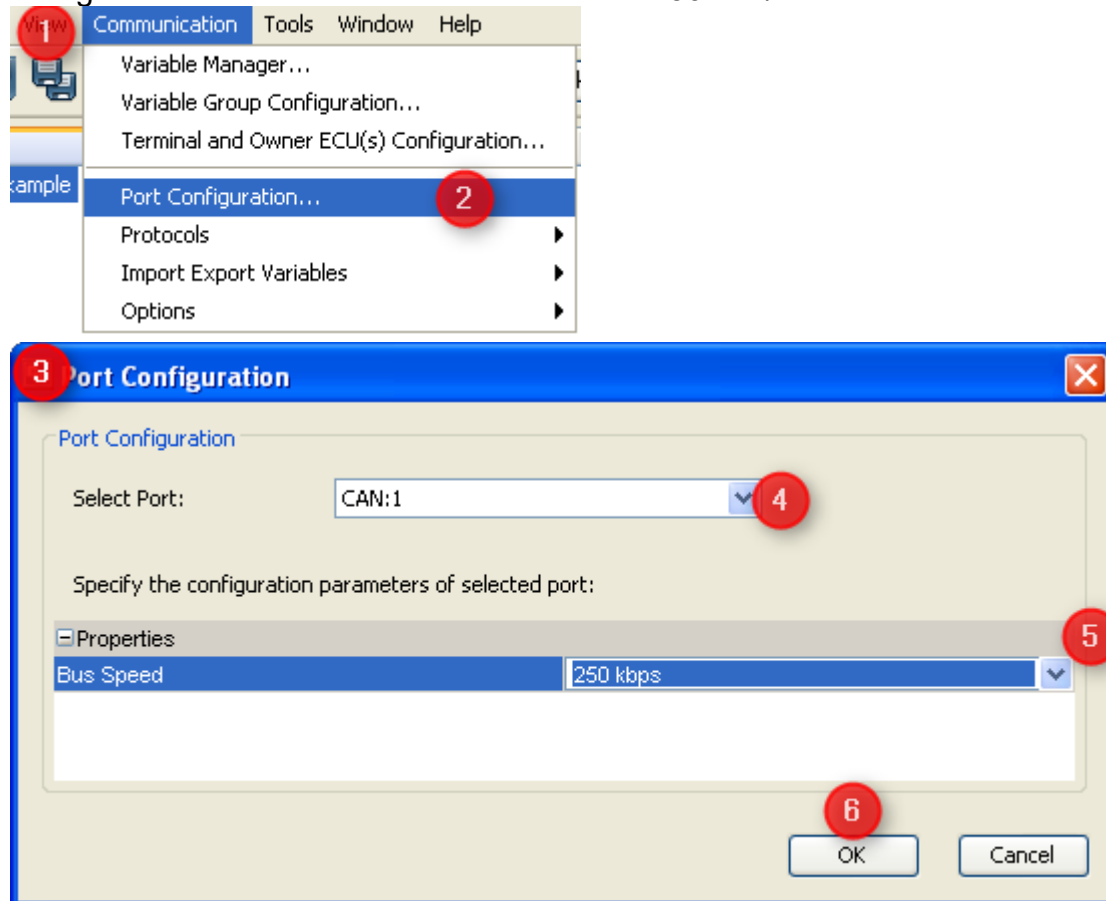 View Communication Tools Window Help
1
Variable Manager...
Variable Group Configuration...
Terminal and Owner ECU(s) Configuration...
Port Configuration... 2
Protocols
Import Export Variables
Options
3 Port Configuration
Port Configuration
Select Port: CAN:1 4
Specify the configuration parameters of selected port:
Properties 5
Bus Speed 250 kbps
6
OK Cancel